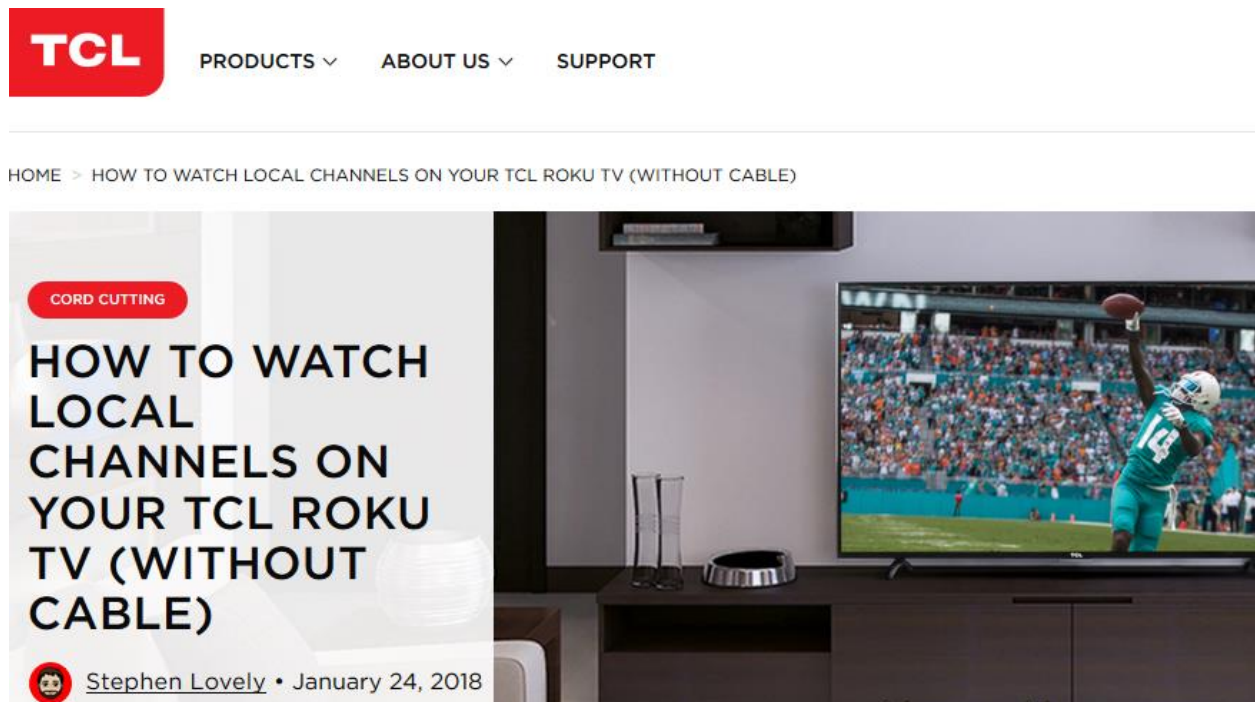 TCL
PRODUCTS
ABOUT US
SUPPORT
HOME > HOW TO WATCH LOCAL CHANNELS ON YOUR TCL ROKU TV (WITHOUT CABLE)
CORD CUTTING
HOW TO WATCH
LOCAL
CHANNELS ON
YOUR TCL ROKU
TV (WITHOUT
CABLE)
Stephen Lovely • January 24, 2018
14
TCL